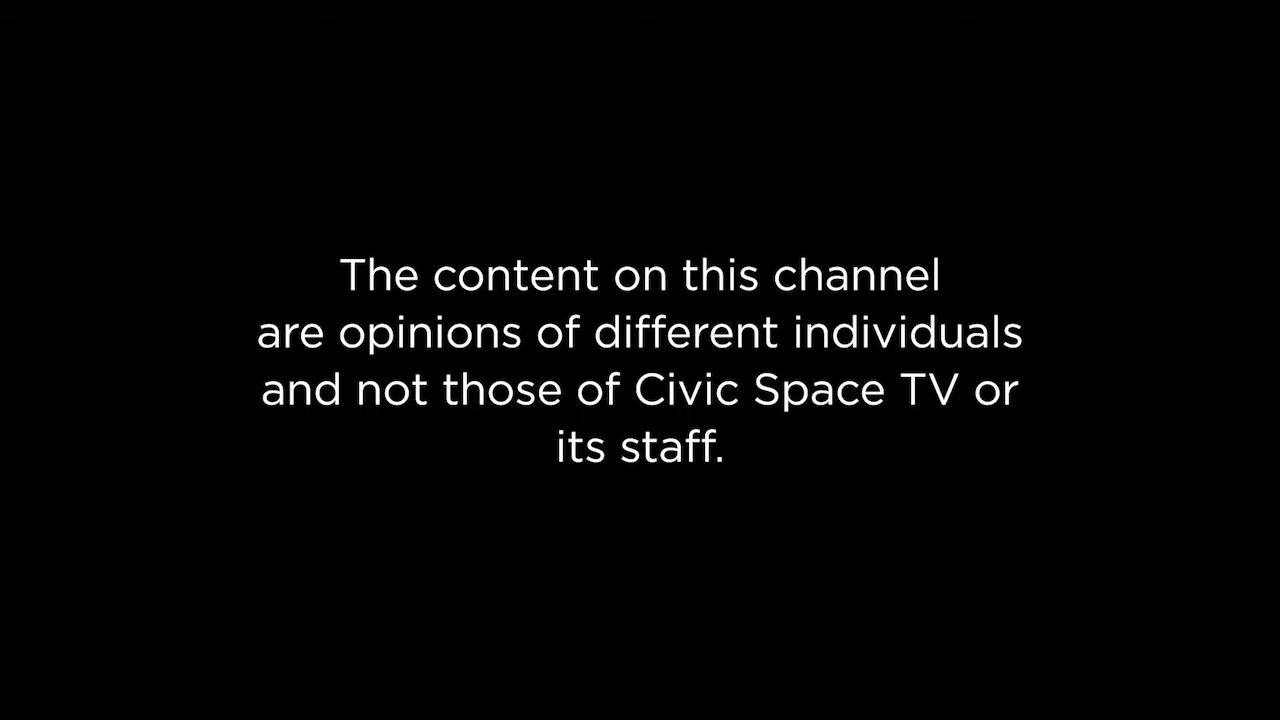 The content on this channel
are opinions of different individuals
and not those of Civic Space TV or
its staff.